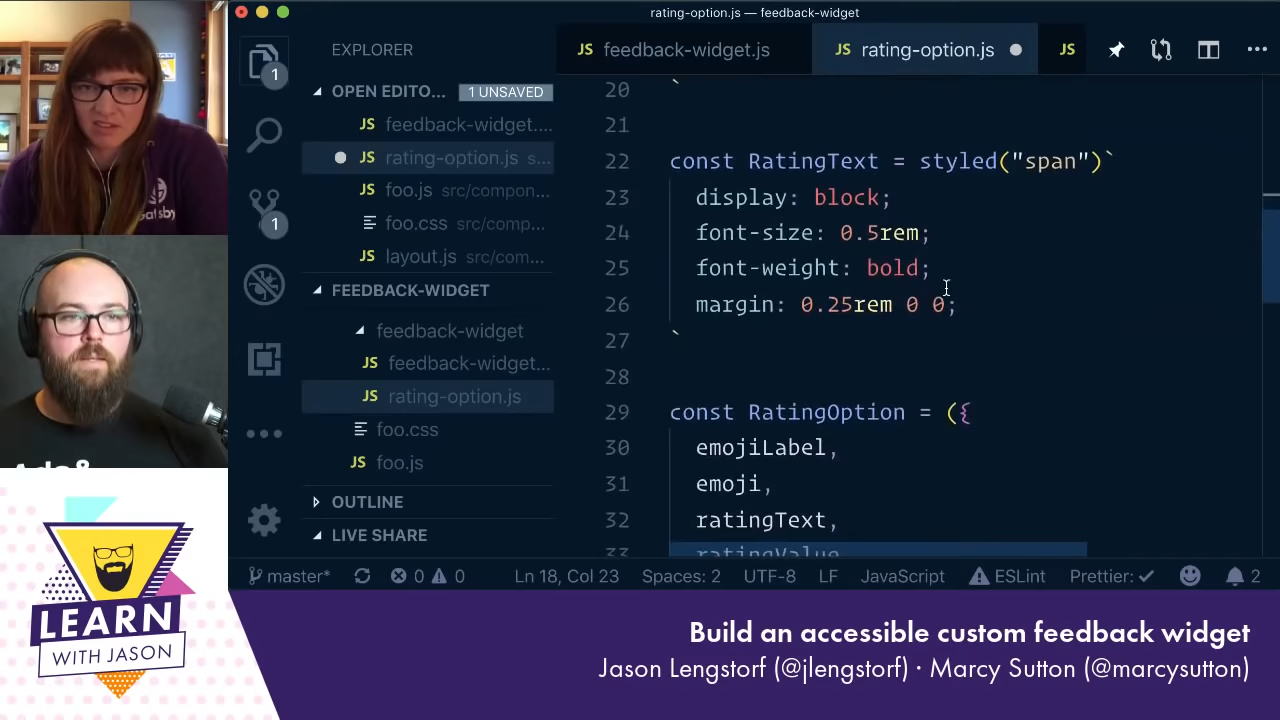 rating-option.js — feedback-widget
EXPLORER
JS feedback-widget.js
JS rating-option.js
JS
1
OPEN EDITO... 1 UNSAVED
JS feedback-widget....
JS rating-option.js s...
JS foo.js src/compon...
foo.css src/comp...
JS layout.js src/com...
1
FEEDBACK-WIDGET
feedback-widget
JS feedback-widget...
JS rating-option.js
foo.css
JS foo.js
OUTLINE
LIVE SHARE
20 `
21
22 const RatingText = styled("span")`
23 display: block;
24 font-size: 0.5rem;
25 font-weight: bold;
26 margin: 0.25rem 0 0;
27 `
28
29 const RatingOption = ({
30 emojiLabel,
31 emoji,
32 ratingText,
33 ratingValue
master* 0 0 Ln 18, Col 23 Spaces: 2 UTF-8 LF JavaScript ESLint Prettier: 2
Gatsby
LEARN
WITH JASON
Build an accessible custom feedback widget
Jason Lengstorf (@jlengstorf) · Marcy Sutton (@marcysutton)